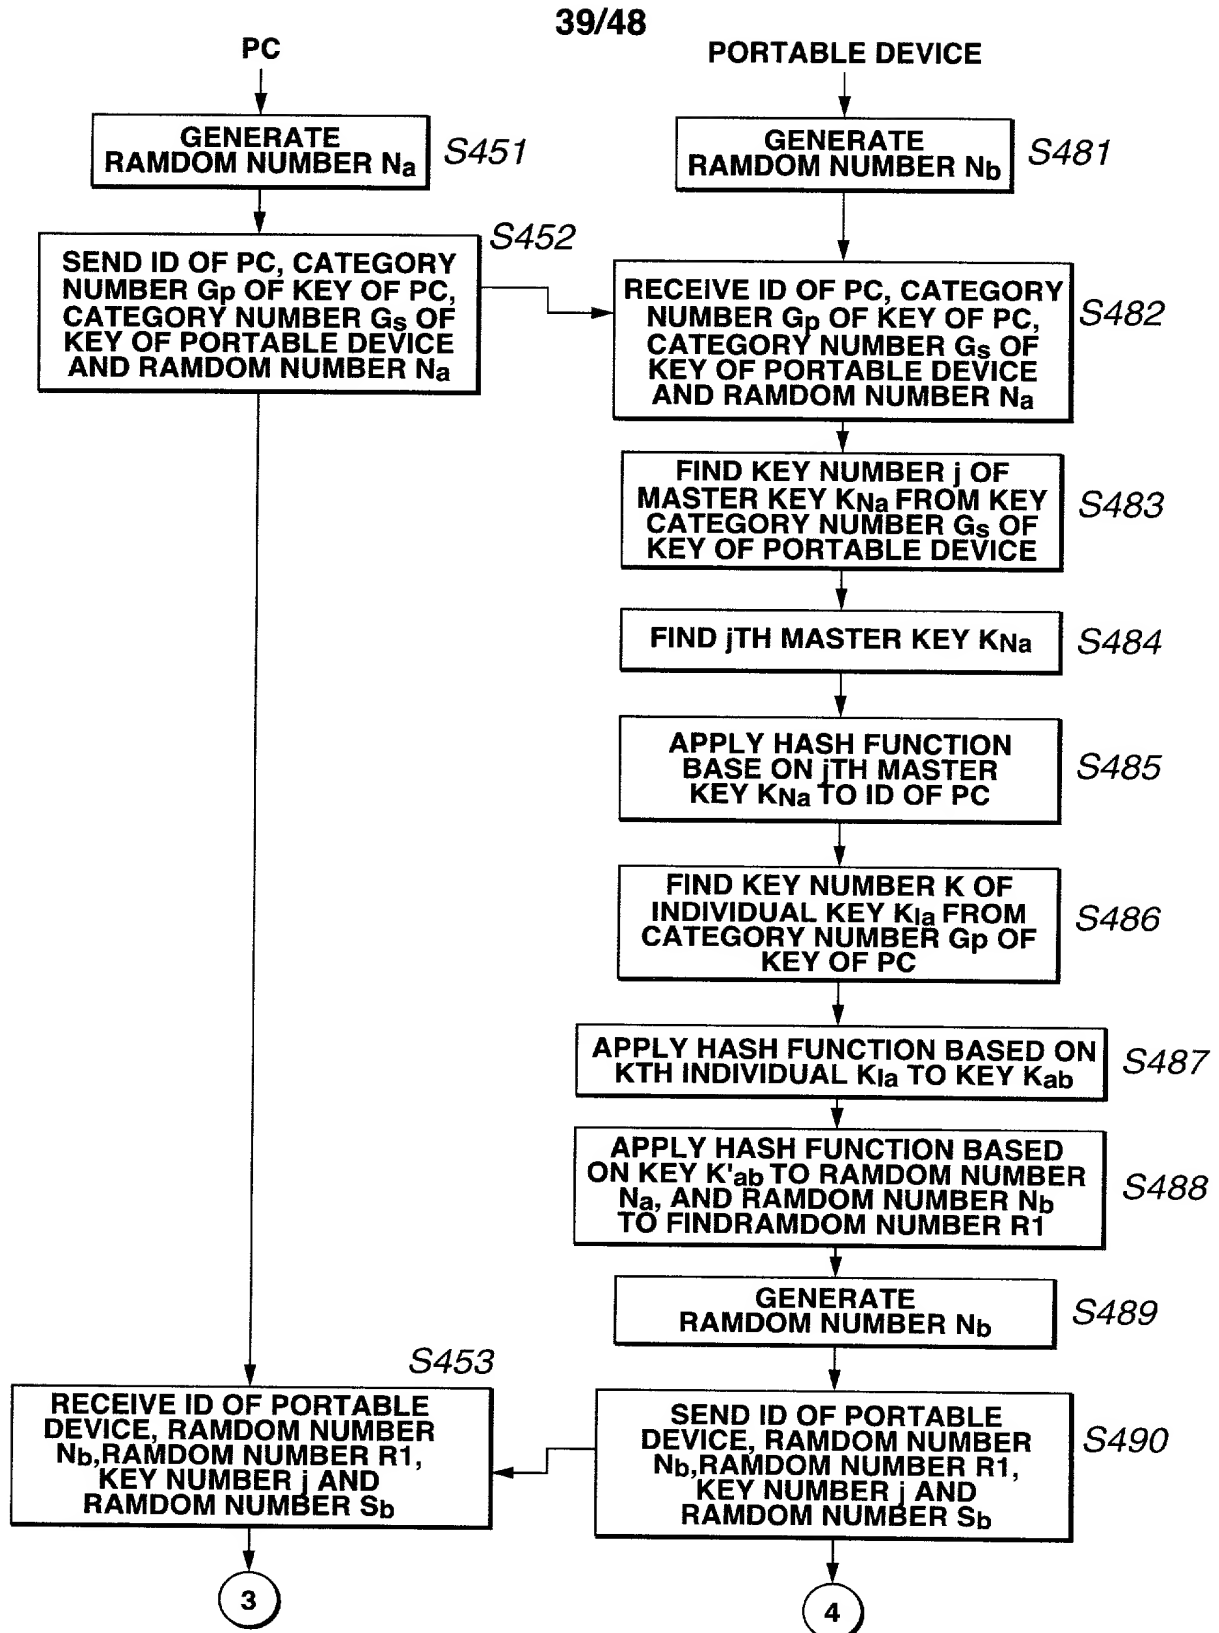 39/48
PC
GENERATE
RAMDOM NUMBER Na
S451
SEND ID OF PC, CATEGORY
NUMBER Gp OF KEY OF PC,
CATEGORY NUMBER Gs OF
KEY OF PORTABLE DEVICE
AND RAMDOM NUMBER Na
S452
PORTABLE DEVICE
GENERATE
RAMDOM NUMBER Nb
S481
RECEIVE ID OF PC, CATEGORY
NUMBER Gp OF KEY OF PC,
CATEGORY NUMBER Gs OF
KEY OF PORTABLE DEVICE
AND RAMDOM NUMBER Na
S482
FIND KEY NUMBER j OF
MASTER KEY KNa FROM KEY
CATEGORY NUMBER Gs OF
KEY OF PORTABLE DEVICE
S483
FIND jTH MASTER KEY KNa
S484
APPLY HASH FUNCTION
BASE ON jTH MASTER
KEY KNa TO ID OF PC
S485
FIND KEY NUMBER K OF
INDIVIDUAL KEY KIa FROM
CATEGORY NUMBER Gp OF
KEY OF PC
S486
APPLY HASH FUNCTION BASED ON
KTH INDIVIDUAL KIa TO KEY Kab
S487
APPLY HASH FUNCTION BASED
ON KEY K'ab TO RAMDOM NUMBER
Na, AND RAMDOM NUMBER Nb
TO FINDRAMDOM NUMBER R1
S488
GENERATE
RAMDOM NUMBER Nb
S489
SEND ID OF PORTABLE
DEVICE, RAMDOM NUMBER
Nb,RAMDOM NUMBER R1,
KEY NUMBER j AND
RAMDOM NUMBER Sb
S490
S453
RECEIVE ID OF PORTABLE
DEVICE, RAMDOM NUMBER
Nb,RAMDOM NUMBER R1,
KEY NUMBER j AND
RAMDOM NUMBER Sb
3
4